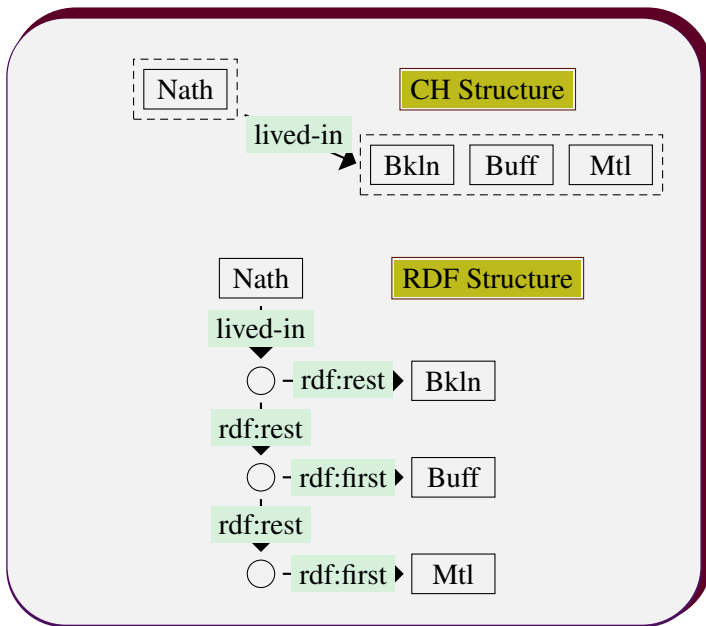 Nath
CH Structure
lived-in
Bkln Buff Mtl
Nath
RDF Structure
lived-in
rdf:rest Bkln
rdf:rest
rdf:first Buff
rdf:rest
rdf:first Mtl